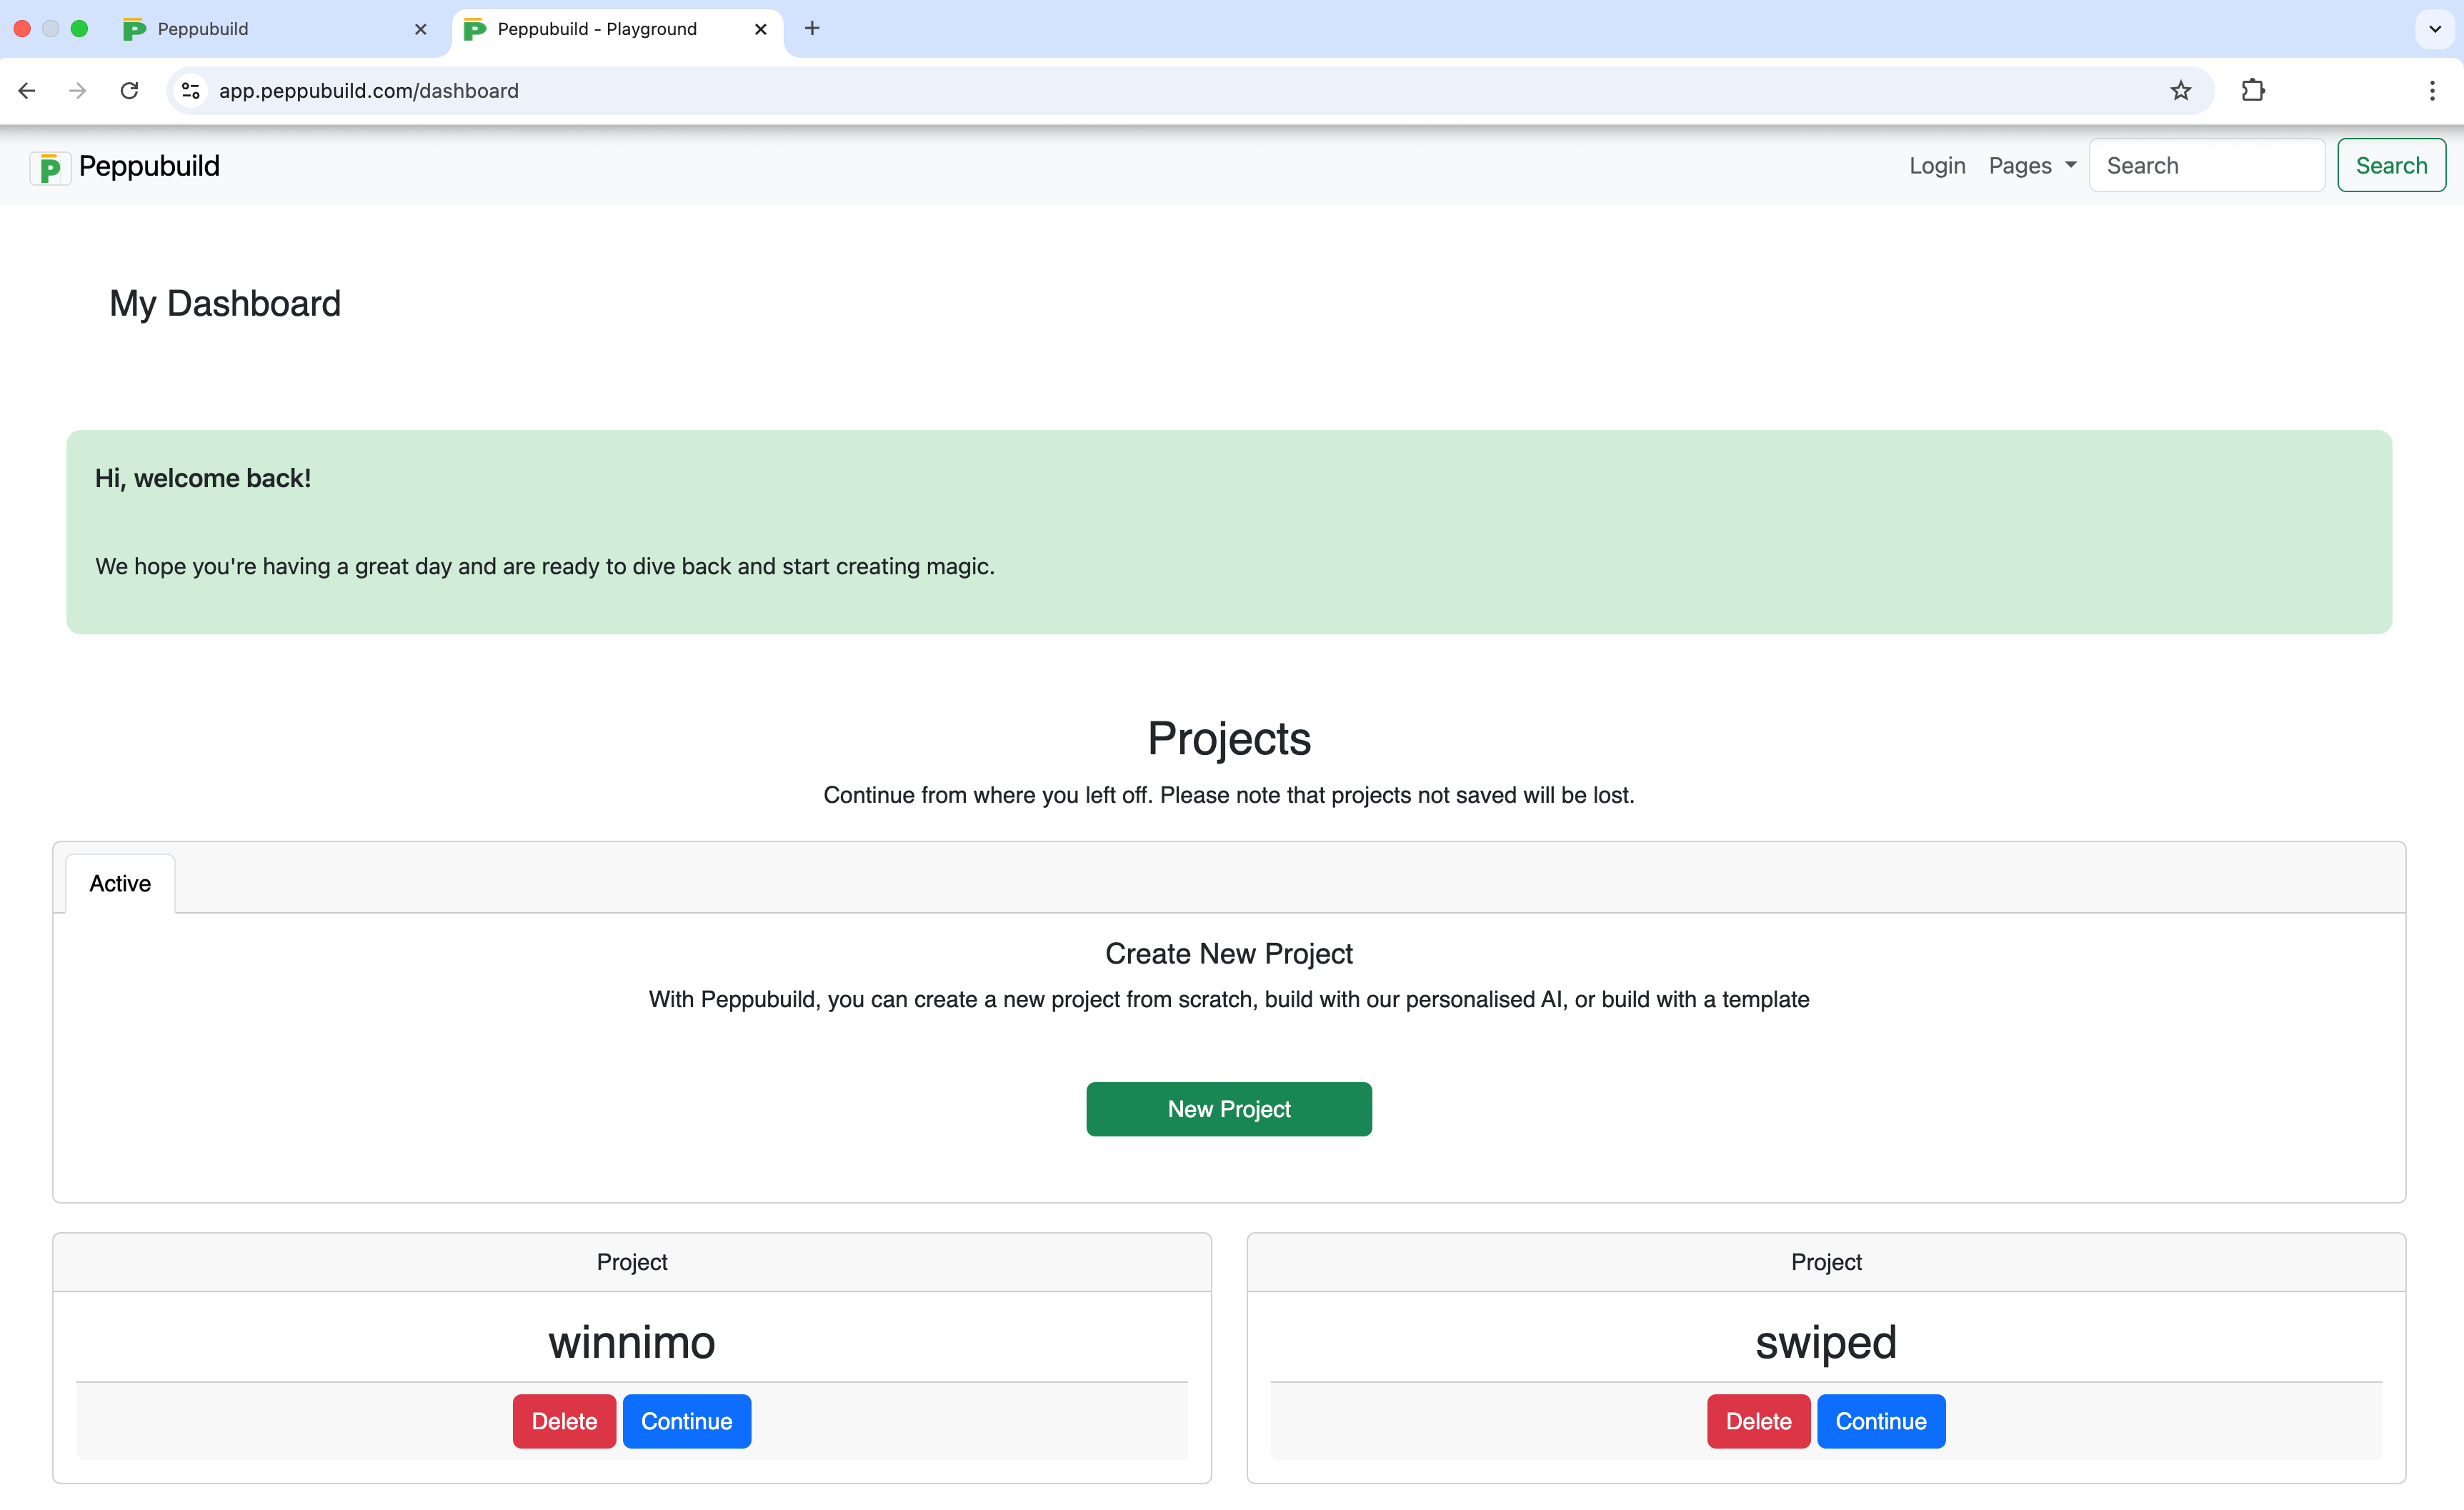 Peppubuild
Peppubuild - Playground
app.peppubuild.com/dashboard
Peppubuild
Login
Pages
Search
Search
My Dashboard
Hi, welcome back!
We hope you're having a great day and are ready to dive back and start creating magic.
Projects
Continue from where you left off. Please note that projects not saved will be lost.
Active
Create New Project
With Peppubuild, you can create a new project from scratch, build with our personalised AI, or build with a template
New Project
Project
winnimo
Delete
Continue
Project
swiped
Delete
Continue